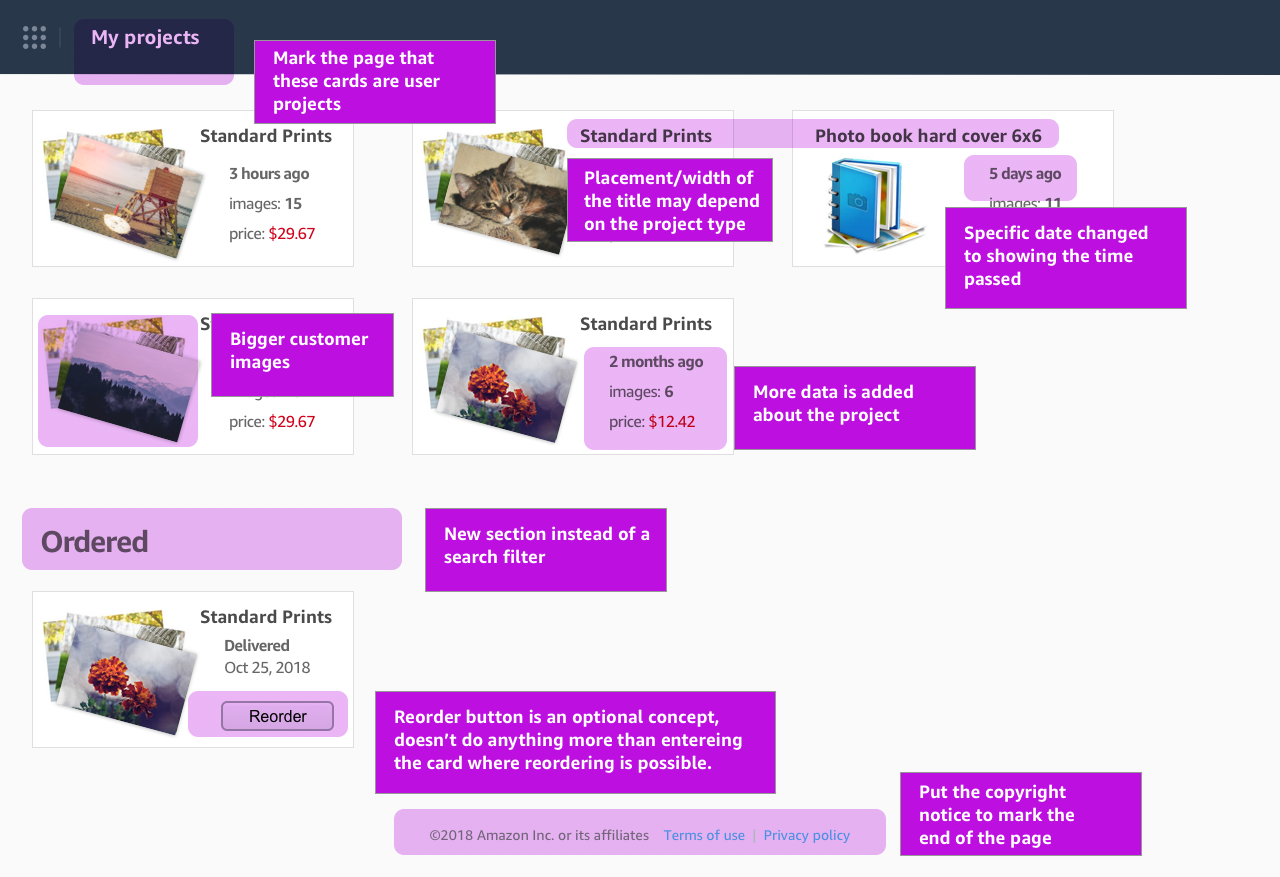 My projects
Mark the page that
these cards are user
projects
Standard Prints
3 hours ago
images: 15
price: $29.67
Standard Prints
Placement/width of
the title may depend
on the project type
Photo book hard cover 6x6
5 days ago
images: 11
Specific date changed
to showing the time
passed
Bigger customer
images
price: $29.67
Standard Prints
2 months ago
images: 6
price: $12.42
More data is added
about the project
Ordered
New section instead of a
search filter
Standard Prints
Delivered
Oct 25, 2018
Reorder
Reorder button is an optional concept,
doesn’t do anything more than entereing
the card where reordering is possible.
©2018 Amazon Inc. or its affiliates Terms of use | Privacy policy
Put the copyright
notice to mark the
end of the page